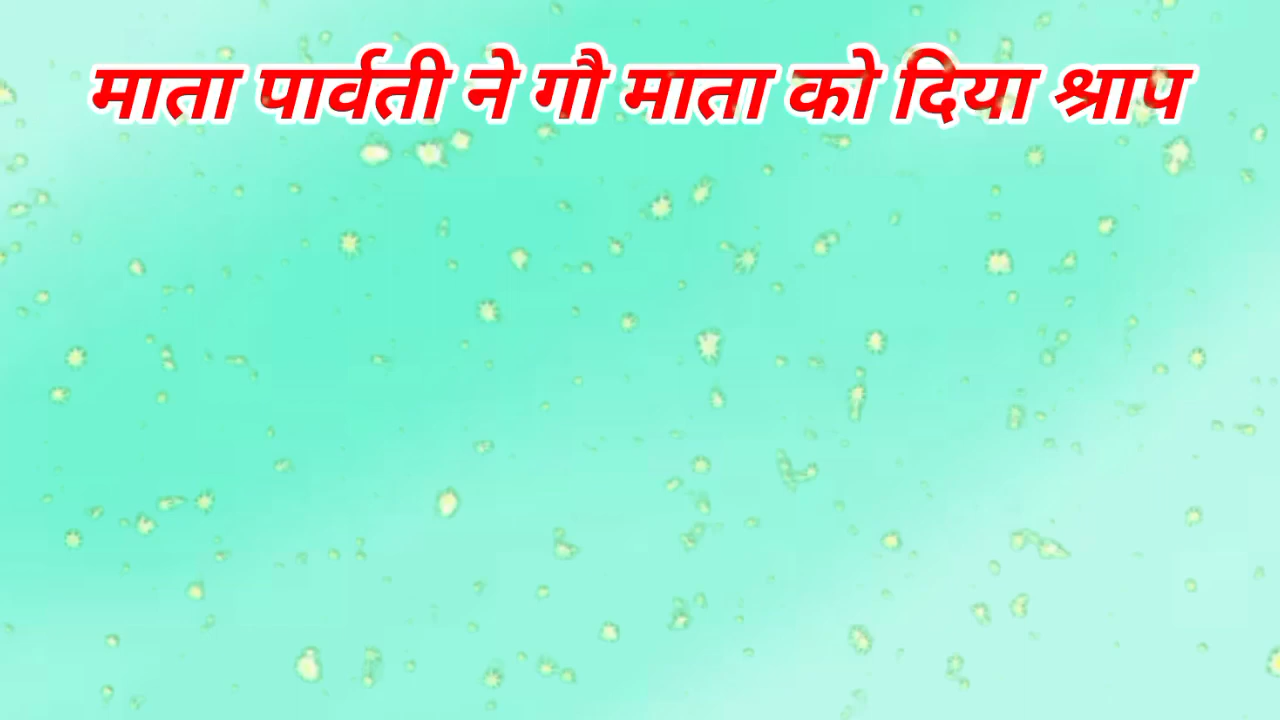 माता पार्वती ने गौ माता को दिया श्राप